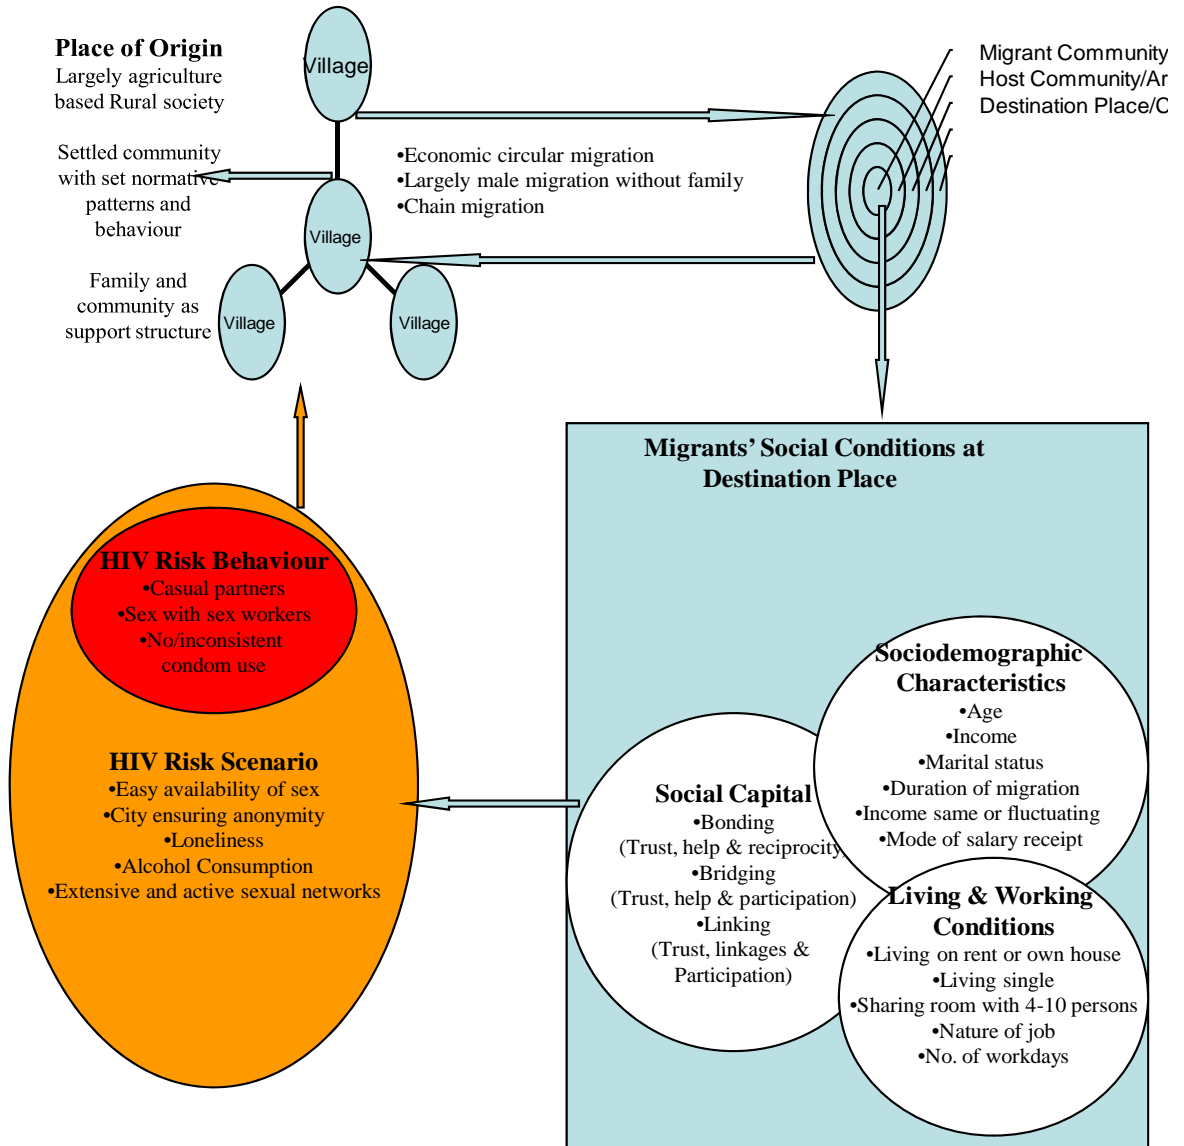 Place of Origin
Largely agriculture
based Rural society
Settled community
with set normative
patterns and
behaviour
Family and
community as
support structure
Village
Village
Village
Village
•Economic circular migration
•Largely male migration without family
•Chain migration
Migrant Community
Host Community/Ar
Destination Place/C
Migrants' Social Conditions at
Destination Place
HIV Risk Behaviour
•Casual partners
•Sex with sex workers
•No/inconsistent
condom use
HIV Risk Scenario
•Easy availability of sex
•City ensuring anonymity
•Loneliness
•Alcohol Consumption
•Extensive and active sexual networks
Social Capital
•Bonding
(Trust, help & reciprocity)
•Bridging
(Trust, help & participation)
•Linking
(Trust, linkages &
Participation)
Sociodemographic
Characteristics
•Age
•Income
•Marital status
•Duration of migration
•Income same or fluctuating
•Mode of salary receipt
Living & Working
Conditions
•Living on rent or own house
•Living single
•Sharing room with 4-10 persons
•Nature of job
•No. of workdays